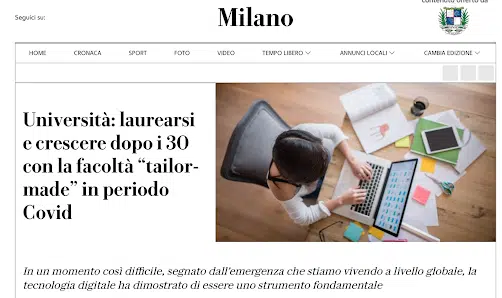 contenuto offerto da
Seguici su:
Milano
HOME
CRONACA
SPORT
FOTO
VIDEO
TEMPO LIBERO
ANNUNCI LOCALI
CAMBIA EDIZIONE
Università: laurearsi
e crescere dopo i 30
con la facoltà “tailor-
made” in periodo
Covid
In un momento così difficile, segnato dall'emergenza che stiamo vivendo a livello globale, la
tecnologia digitale ha dimostrato di essere uno strumento fondamentale